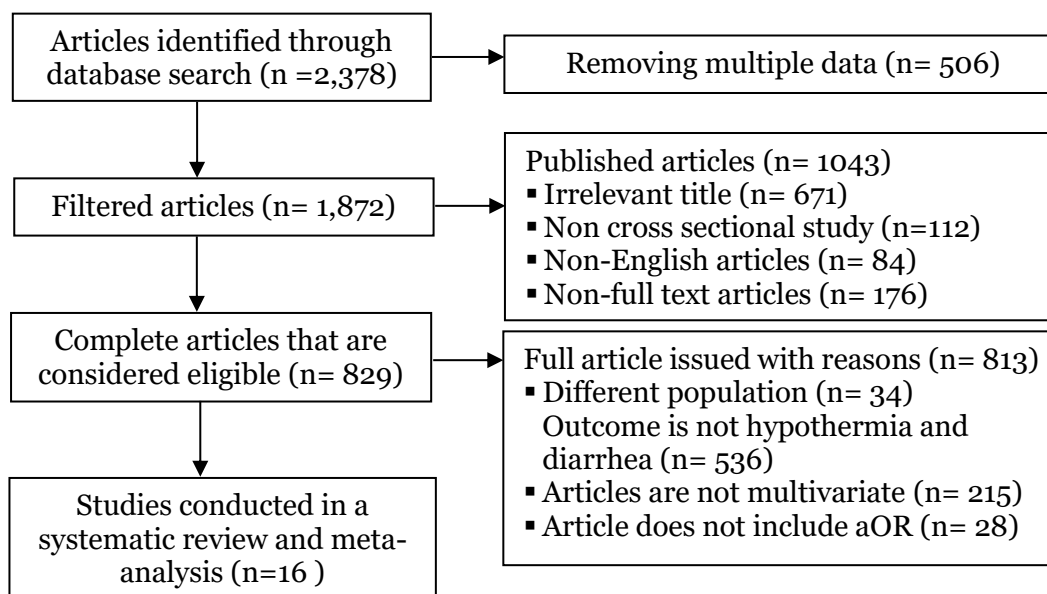 Articles identified through
database search (n =2,378)
Removing multiple data (n= 506)
Filtered articles (n= 1,872)
Published articles (n= 1043)
▪ Irrelevant title (n= 671)
▪ Non cross sectional study (n=112)
▪ Non-English articles (n= 84)
▪ Non-full text articles (n= 176)
Complete articles that are
considered eligible (n= 829)
Full article issued with reasons (n= 813)
▪ Different population (n= 34)
Outcome is not hypothermia and
diarrhea (n= 536)
▪ Articles are not multivariate (n= 215)
▪ Article does not include aOR (n= 28)
Studies conducted in a
systematic review and meta-
analysis (n=16 )